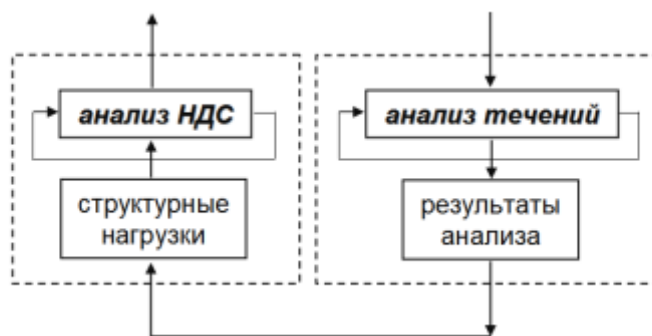 анализ НДС
структурные
нагрузки
анализ течений
результаты
анализа